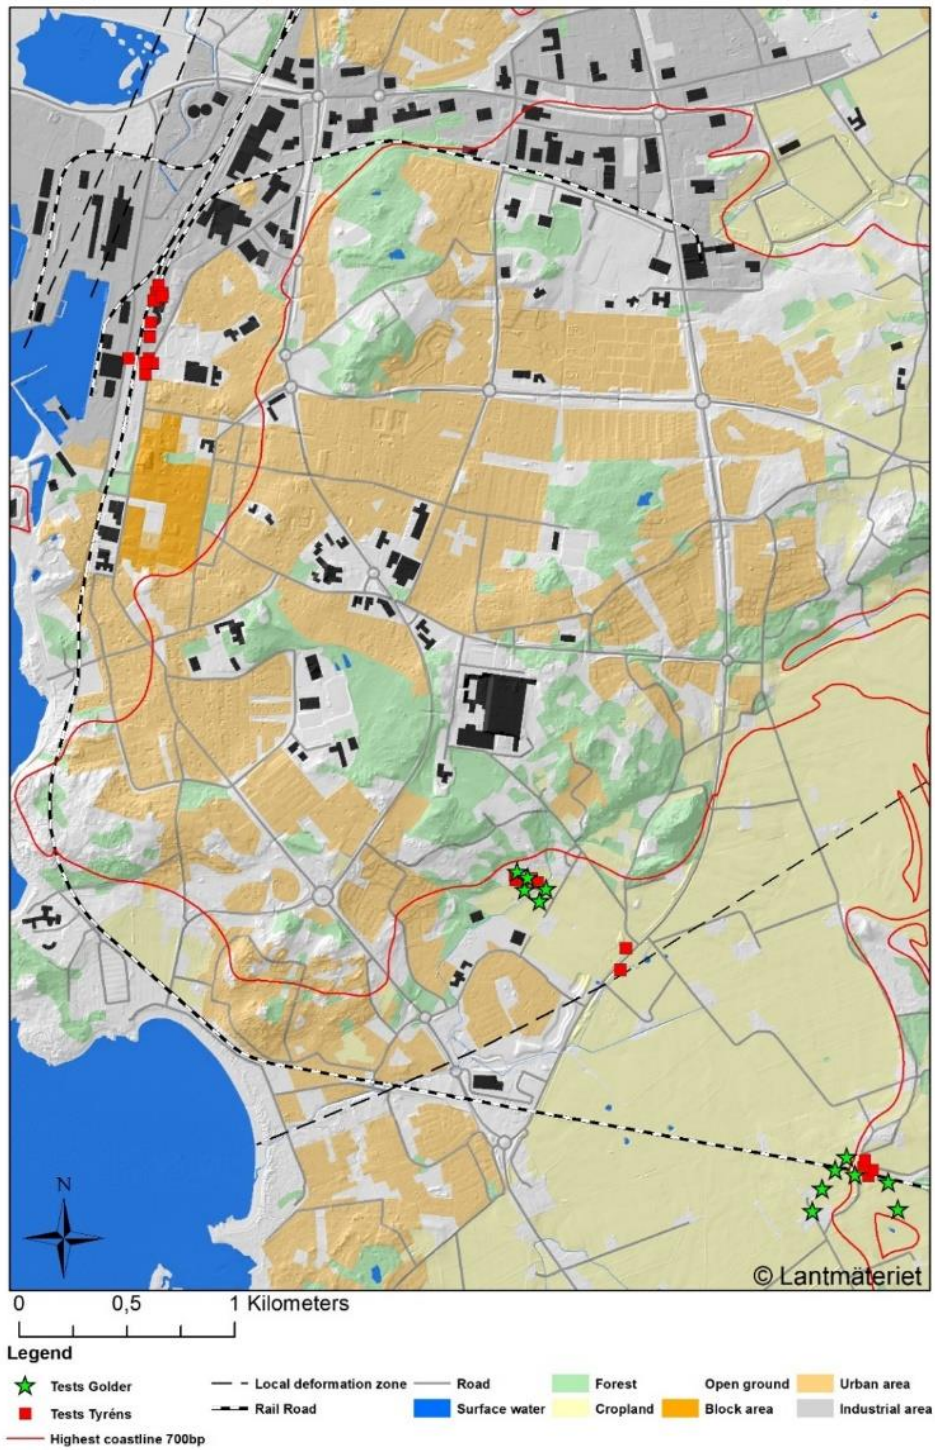 N
© Lantmäteriet
0 0,5 1 Kilometers
Legend
Tests Golder Local deformation zone Road Forest Open ground Urban area
Tests Tyréns Rail Road Surface water Cropland Block area Industrial area
Highest coastline 700bp